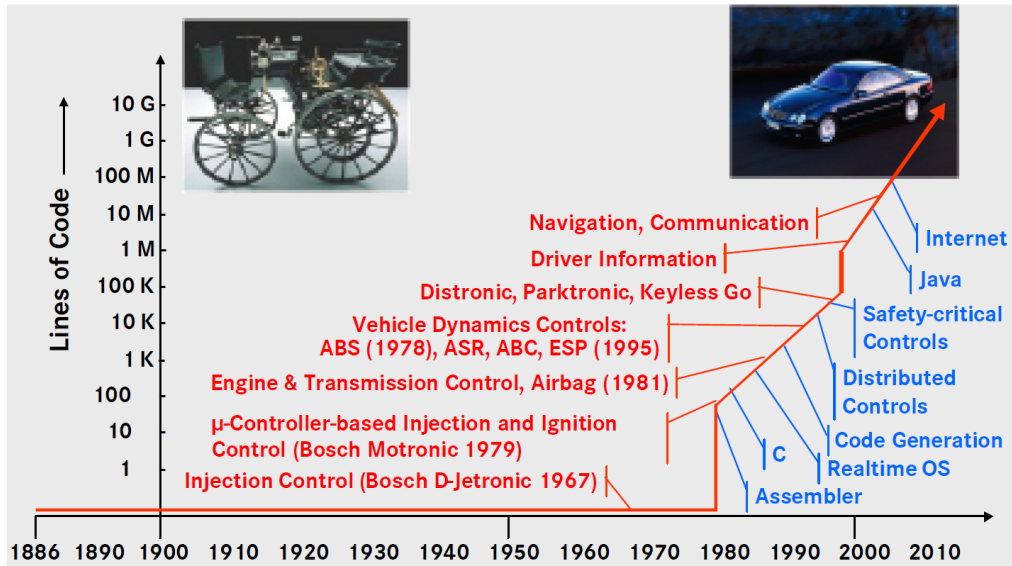 Lines of Code
10 G
1 G
100 M
10 M
1 M
100 K
10 K
1 K
100
10
1
Navigation, Communication
Driver Information
Distronic, Parktronic, Keyless Go
Vehicle Dynamics Controls:
ABS (1978), ASR, ABC, ESP (1995)
Engine & Transmission Control, Airbag (1981)
µ-Controller-based Injection and Ignition
Control (Bosch Motronic 1979)
Injection Control (Bosch D-Jetronic 1967)
Internet
Java
Safety-critical
Controls
Distributed
Controls
Code Generation
Realtime OS
C
Assembler
1886 1890 1900 1910 1920 1930 1940 1950 1960 1970 1980 1990 2000 2010